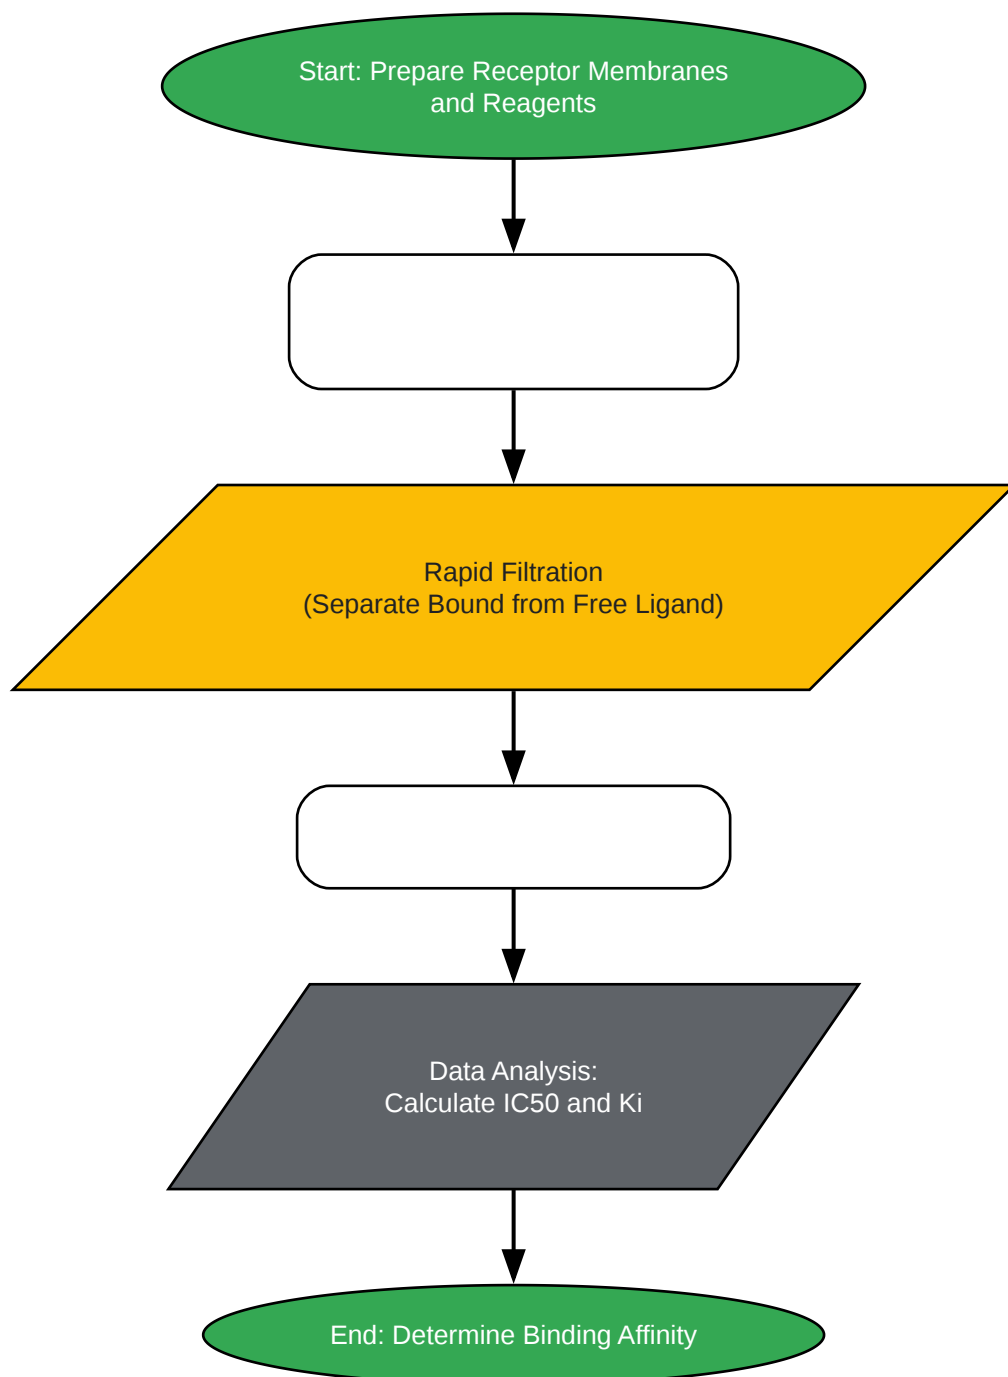 Start: Prepare Receptor Membranes
and Reagents
Rapid Filtration
(Separate Bound from Free Ligand)
Data Analysis:
Calculate IC50 and Ki
End: Determine Binding Affinity